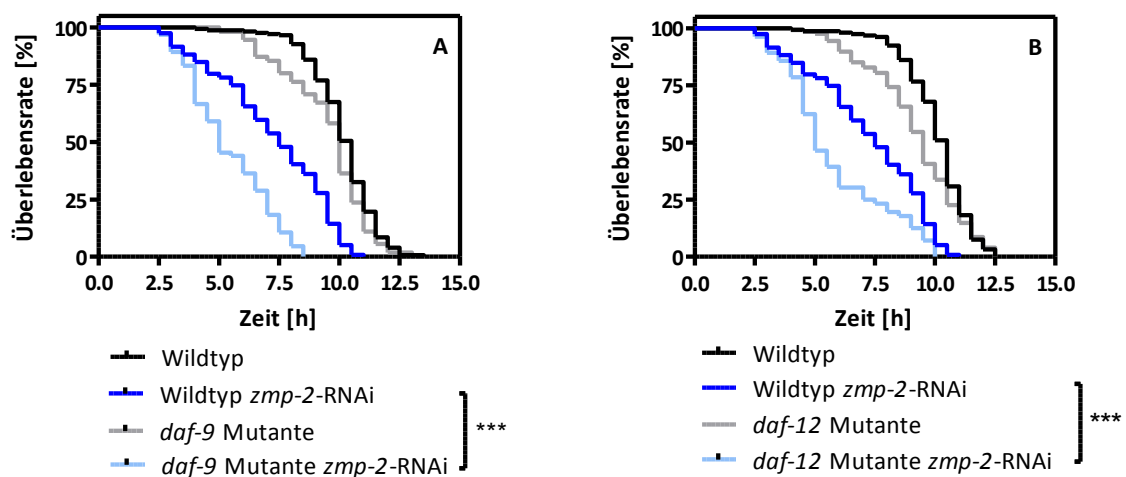 A
Überlebensrate [%]
100
75
50
25
0
0.0 2.5 5.0 7.5 10.0 12.5 15.0
Zeit [h]
Wildtyp
Wildtyp zmp-2-RNAi
daf-9 Mutante
daf-9 Mutante zmp-2-RNAi
***
B
Überlebensrate [%]
100
75
50
25
0
0.0 2.5 5.0 7.5 10.0 12.5 15.0
Zeit [h]
Wildtyp
Wildtyp zmp-2-RNAi
daf-12 Mutante
daf-12 Mutante zmp-2-RNAi
***